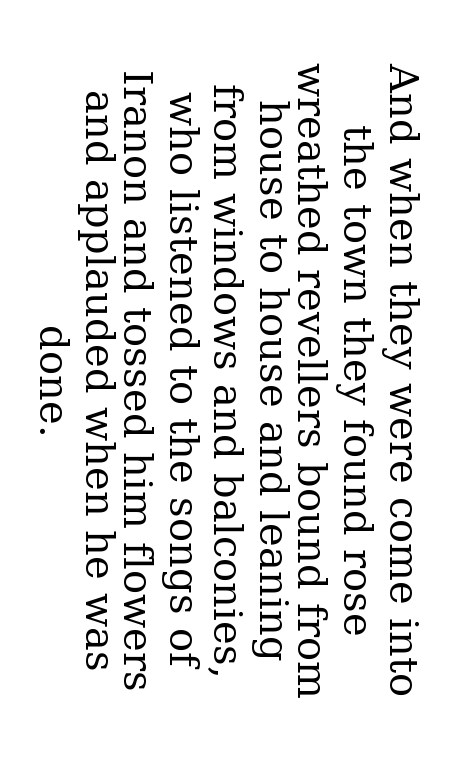 And when they were come into
the town they found rose
wreathed revellers bound from
house to house and leaning
from windows and balconies,
who listened to the songs of
Iranon and tossed him flowers
and applauded when he was
done.